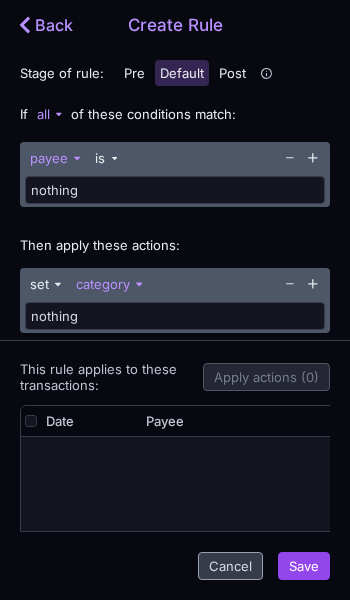 Back Create Rule
Stage of rule: Pre Default Post
If all of these conditions match:
payee is
nothing
Then apply these actions:
set category
nothing
This rule applies to these
transactions:
Apply actions (0)
Date Payee
Cancel Save